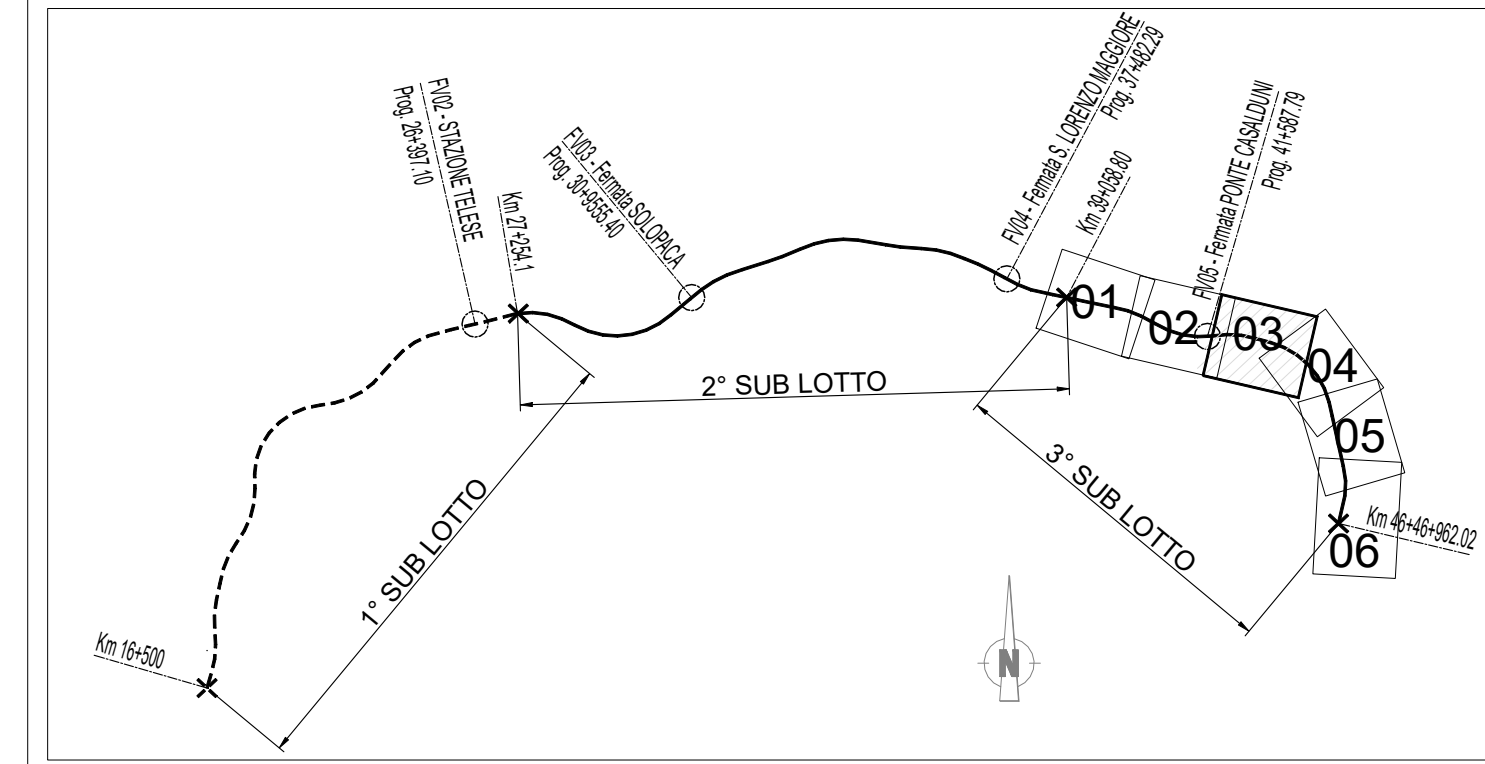 FV02 - STAZIONE TELESE
Prog. 26+397.10
Km 27+254.1
FV03 - Fermata SOLOPACA
Prog. 30+9555.40
FV04 - Fermata S. LORENZO MAGGIORE
Prog. 37+482.29
Km 39+058.80
FV05 - Fermata PONTE CASALDUNI
Prog. 41+587.79
01
02
03
04
05
06
1° SUB LOTTO
2° SUB LOTTO
3° SUB LOTTO
Km 16+500
Km 46+46+962.02
N